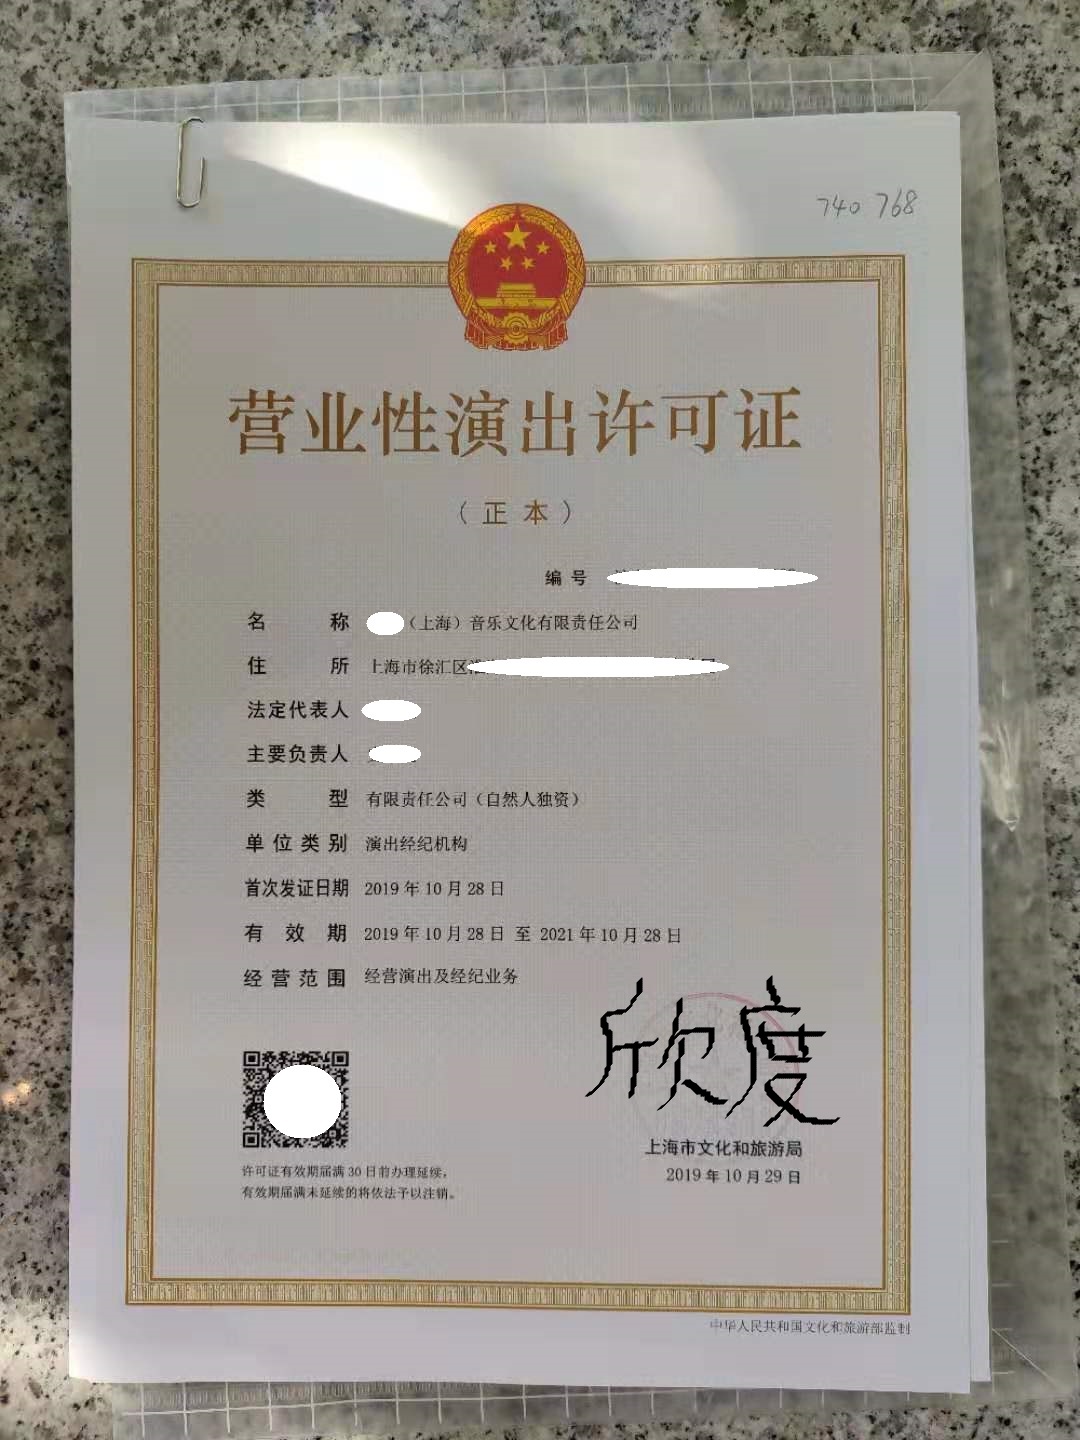 740 768
营业性演出许可证
（正本）
编号
名称 （上海）音乐文化有限责任公司
住所 上海市徐汇区
法定代表人
主要负责人
类型 有限责任公司（自然人独资）
单位类别 演出经纪机构
首次发证日期 2019年10月28日
有效期 2019年10月28日 至 2021年10月28日
经营范围 经营演出及经纪业务
欣度
上海市文化和旅游局
2019年10月29日
许可证有效期届满30日前办理延续，
有效期届满未延续的将依法予以注销。
中华人民共和国文化和旅游部监制